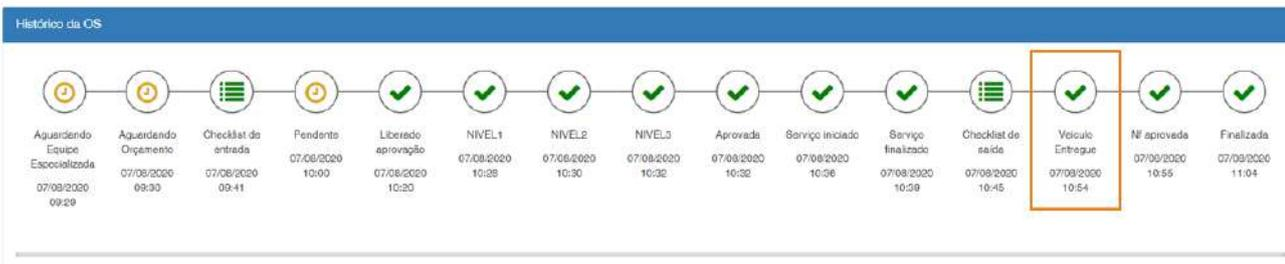 Histórico da OS
Aguardando
Equipe
Especializada
07/08/2020
09:29
Aguardando
Orçamento
07/08/2020
09:30
Checklist de
entrada
07/08/2020
09:41
Pendente
07/08/2020
10:00
Liberado
aprovação
07/08/2020
10:20
NIVEL1
07/08/2020
10:28
NIVEL2
07/08/2020
10:30
NIVEL3
07/08/2020
10:32
Aprovada
07/08/2020
10:32
Serviço iniciado
07/08/2020
10:36
Serviço
finalizado
07/08/2020
10:39
Checklist de
saída
07/08/2020
10:45
Veículo
Entregue
07/08/2020
10:54
Nf aprovada
07/08/2020
10:55
Finalizada
07/08/2020
11:04